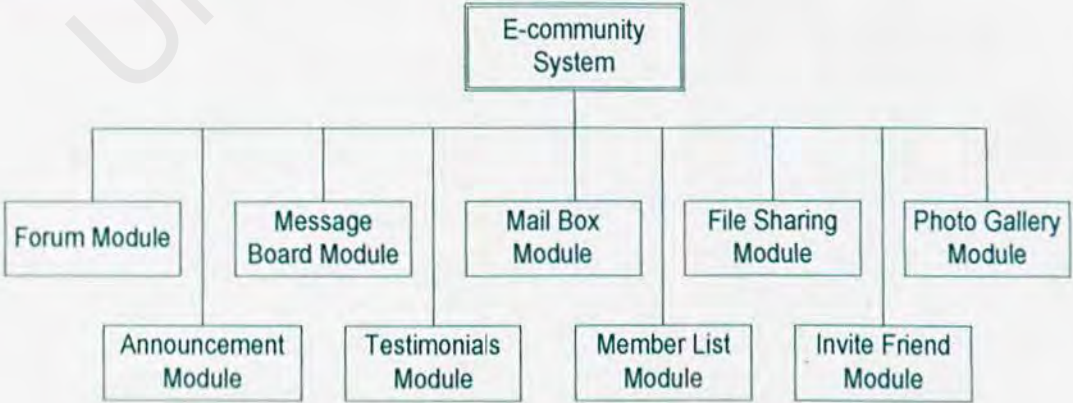 E-community
System
Forum Module
Message
Board Module
Mail Box
Module
File Sharing
Module
Photo Gallery
Module
Announcement
Module
Testimonials
Module
Member List
Module
Invite Friend
Module